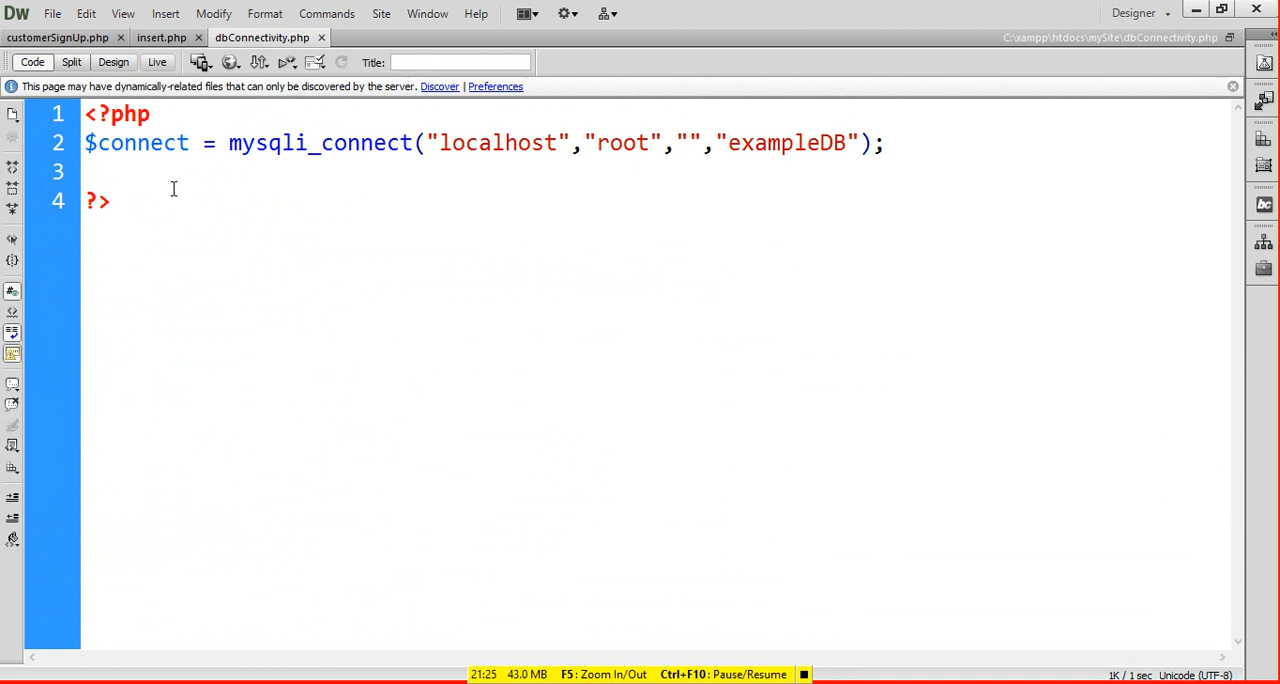 DW File Edit View Insert Modify Format Commands Site Window Help Designer
customerSignUp.php × insert.php × dbConnectivity.php × C:\xampp\htdocs\mySite\dbConnectivity.php
Code Split Design Live Title:
This page may have dynamically-related files that can only be discovered by the server. Discover | Preferences
1 <?php
2 $connect = mysqli_connect("localhost","root","","exampleDB");
3
4 ?>
bc
21:25 43.0 MB F5: Zoom In/Out Ctrl+F10: Pause/Resume
1K / 1 sec Unicode (UTF-8)